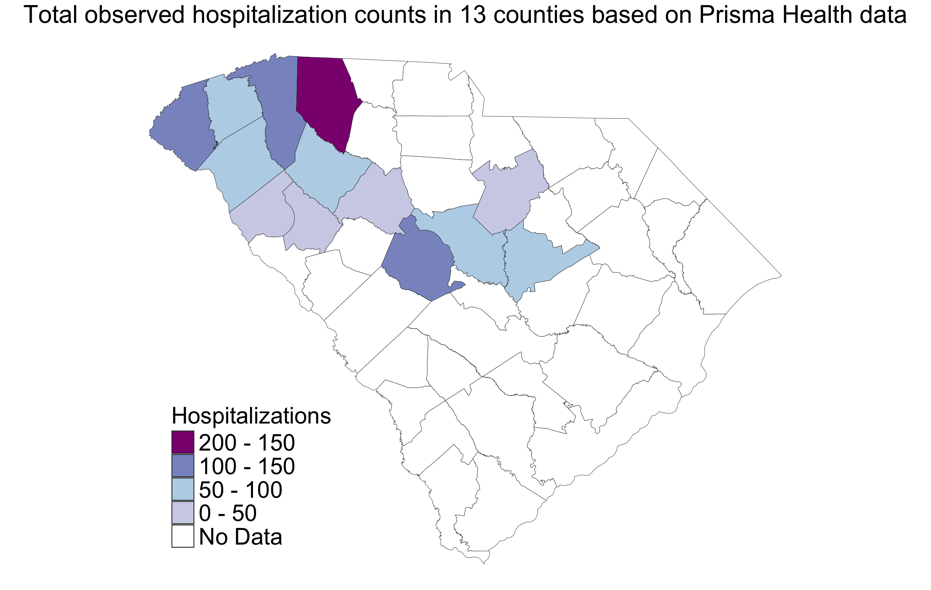 Total observed hospitalization counts in 13 counties based on Prisma Health data
Hospitalizations
200 - 150
100 - 150
50 - 100
0 - 50
No Data